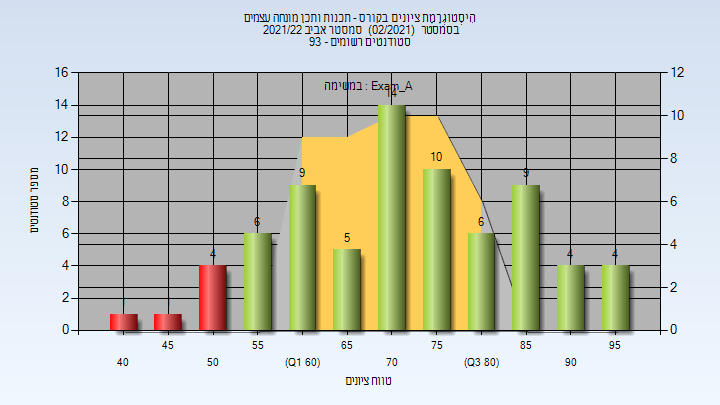 היסטוגרמת ציונים בקורס - תכנות ותכן מונחה עצמים
בסמסטר (02/2021) סמסטר אביב 2021/22
סטודנטים רשומים - 93
במשימה : Exam_A
מספר סטודנטים
16 14 12 10 8 6 4 2 0
12 10 8 6 4 2 0
4 6 9 5 14 10 6 9 4 4
45 55 65 75 85 95
40 50 (Q1 60) 70 (Q3 80) 90
טווח ציונים